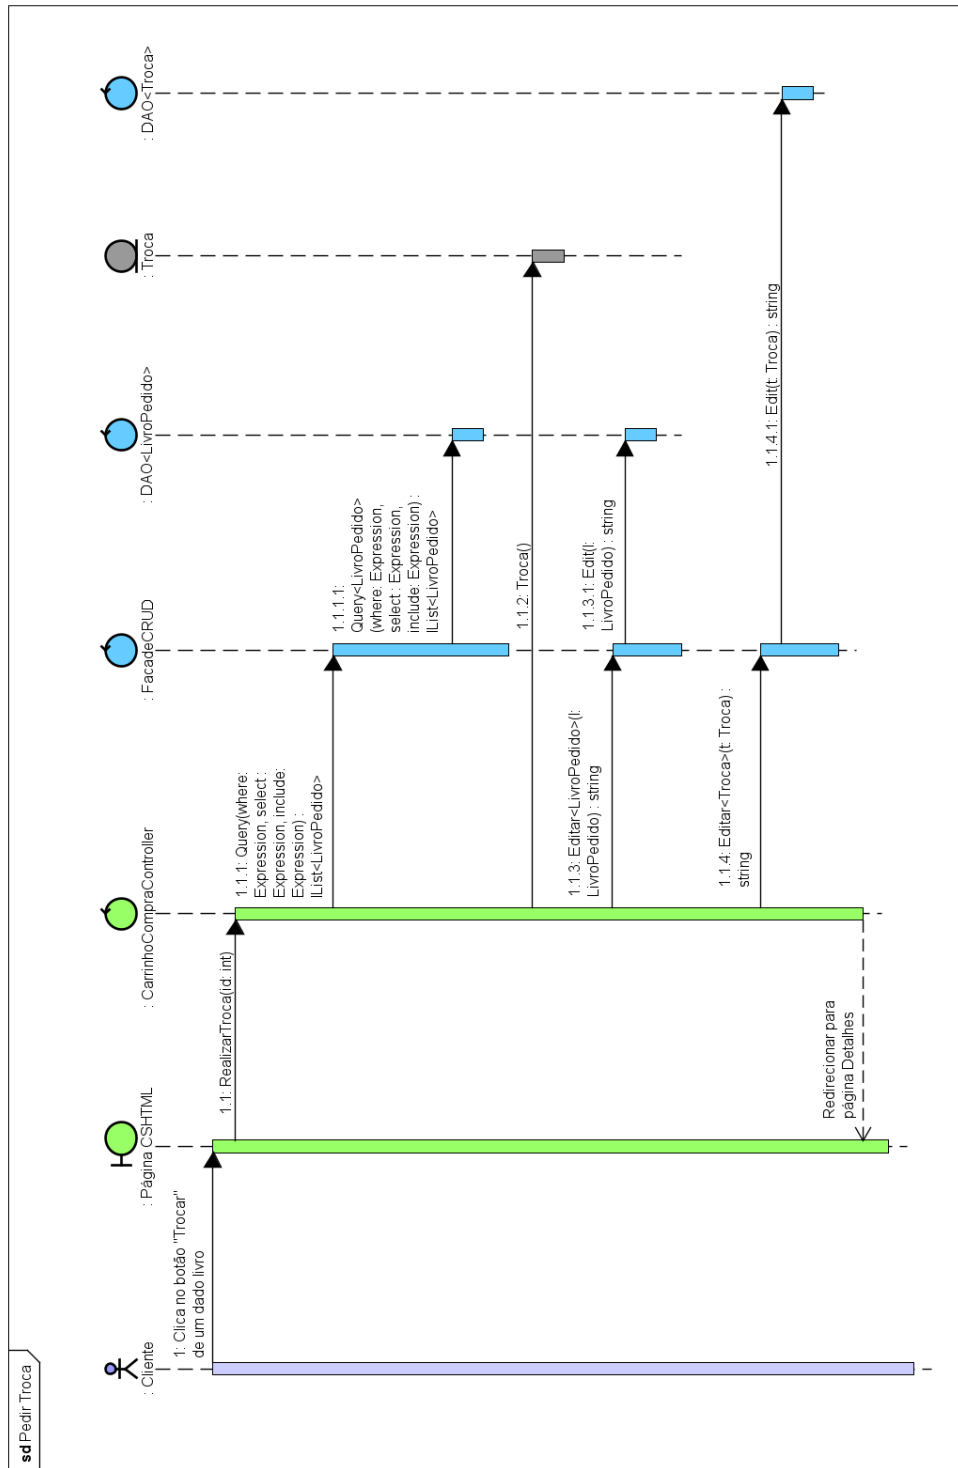 sd Pedir Troca
: Cliente
: Página CSHTML
: CarrinhoCompraController
: FacadeCRUD
: DAO<LivroPedido>
: Troca
: DAO<Troca>
1: Clica no botão "Trocar"
de um dado livro
1.1: RealizarTroca(id: int)
1.1.1: Query(where:
Expression, select :
Expression, include:
Expression) :
IList<LivroPedido>
1.1.1.1:
Query<LivroPedido>
(where: Expression,
select : Expression,
include: Expression) :
IList<LivroPedido>
1.1.2: Troca()
1.1.3: Editar<LivroPedido>(l:
LivroPedido) : string
1.1.3.1: Edit(l:
LivroPedido) : string
1.1.4: Editar<Troca>(t: Troca) :
string
1.1.4.1: Edit(t: Troca) : string
Redirecionar para
página Detalhes